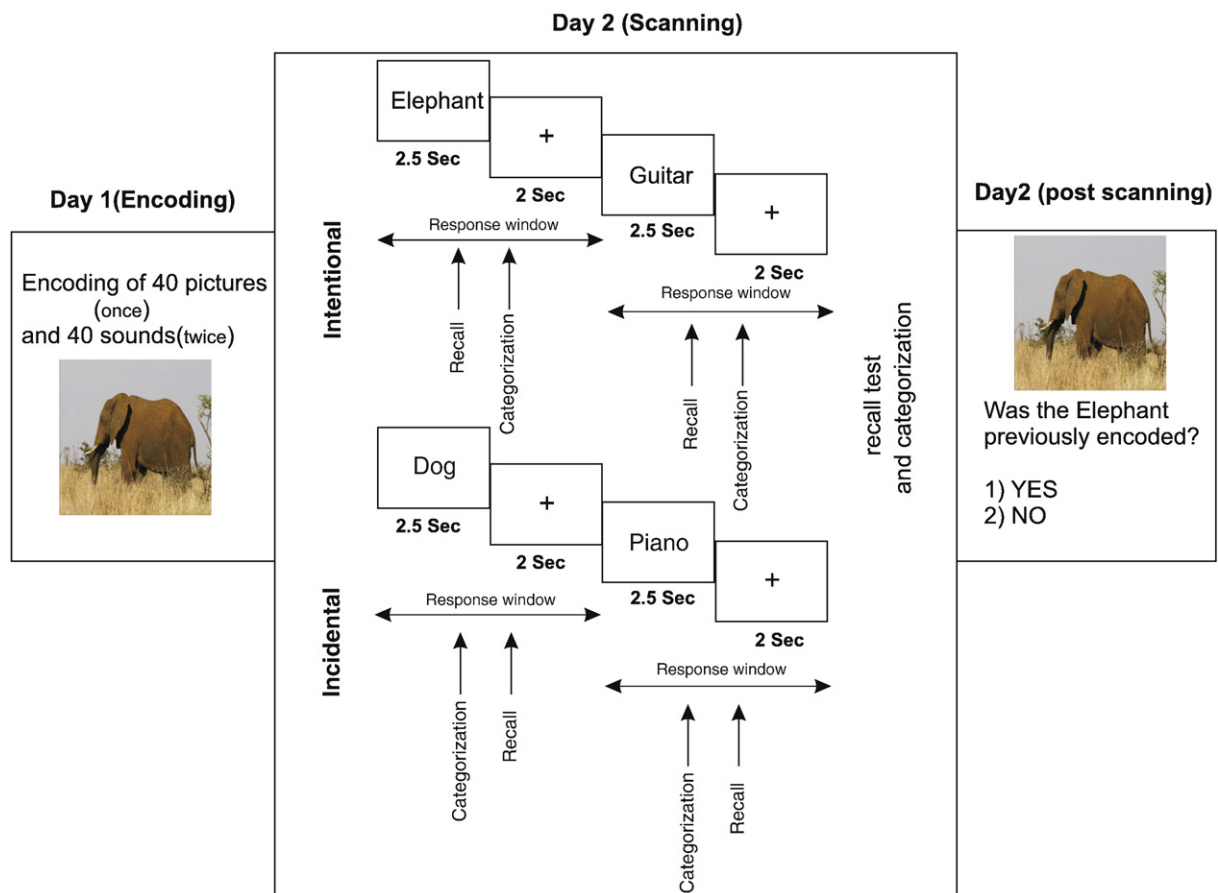 Day 2 (Scanning)
Day 1(Encoding)
Encoding of 40 pictures
(once)
and 40 sounds(twice)
Intentional
Elephant
2.5 Sec
+
2 Sec
Guitar
2.5 Sec
+
2 Sec
Response window
Recall
Categorization
Response window
Recall
Categorization
Incidental
Dog
2.5 Sec
+
2 Sec
Piano
2.5 Sec
+
2 Sec
Response window
Categorization
Recall
Response window
Categorization
Recall
recall test
and categorization
Day2 (post scanning)
Was the Elephant
previously encoded?
1) YES
2) NO